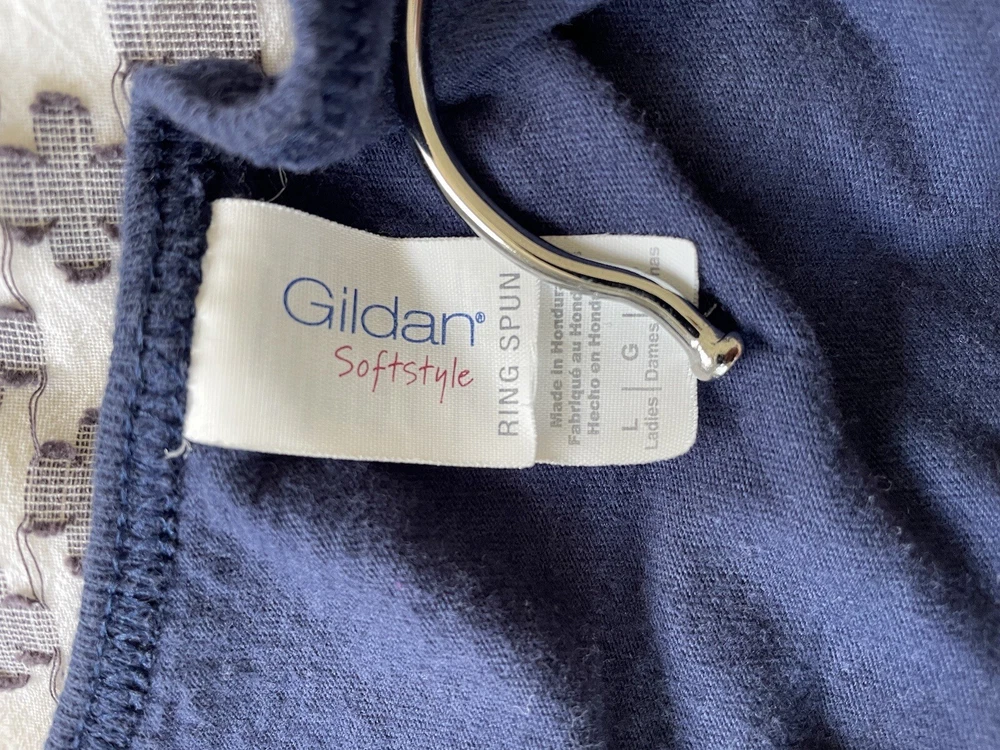 Gildan®
Softstyle
RING SPUN
Made in
Fabriqué au
Hecho en
L G
Ladies | Dames |